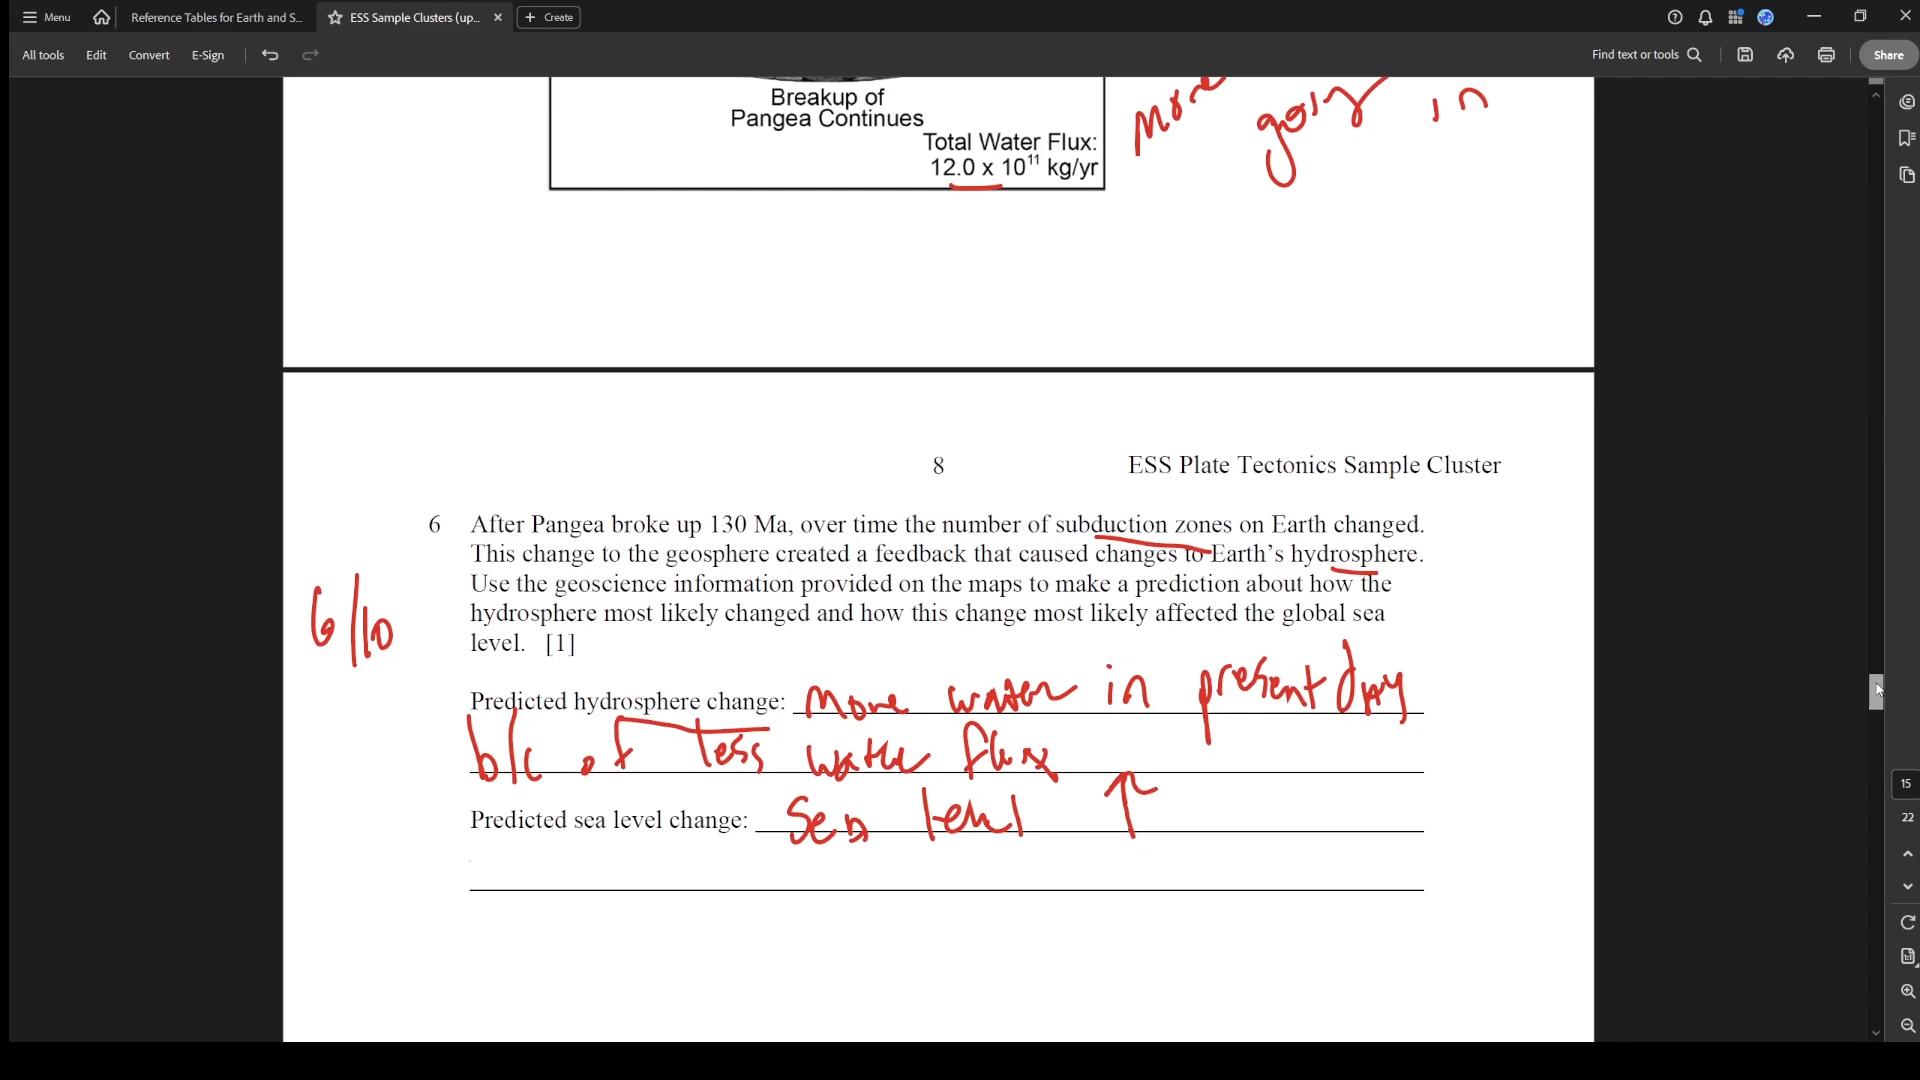 Menu
Reference Tables for Earth and S...
ESS Sample Clusters (up...
Create
All tools
Edit
Convert
E-Sign
Find text or tools
Share
Breakup of
Pangea Continues
Total Water Flux:
12.0 x 10¹¹ kg/yr
more going in
8
ESS Plate Tectonics Sample Cluster
6 After Pangea broke up 130 Ma, over time the number of subduction zones on Earth changed.
This change to the geosphere created a feedback that caused changes to Earth's hydrosphere.
Use the geoscience information provided on the maps to make a prediction about how the
hydrosphere most likely changed and how this change most likely affected the global sea
level. [1]
6/10
Predicted hydrosphere change: more water in present day
b/c of less water flux
Predicted sea level change: Sea level ↑
15
22